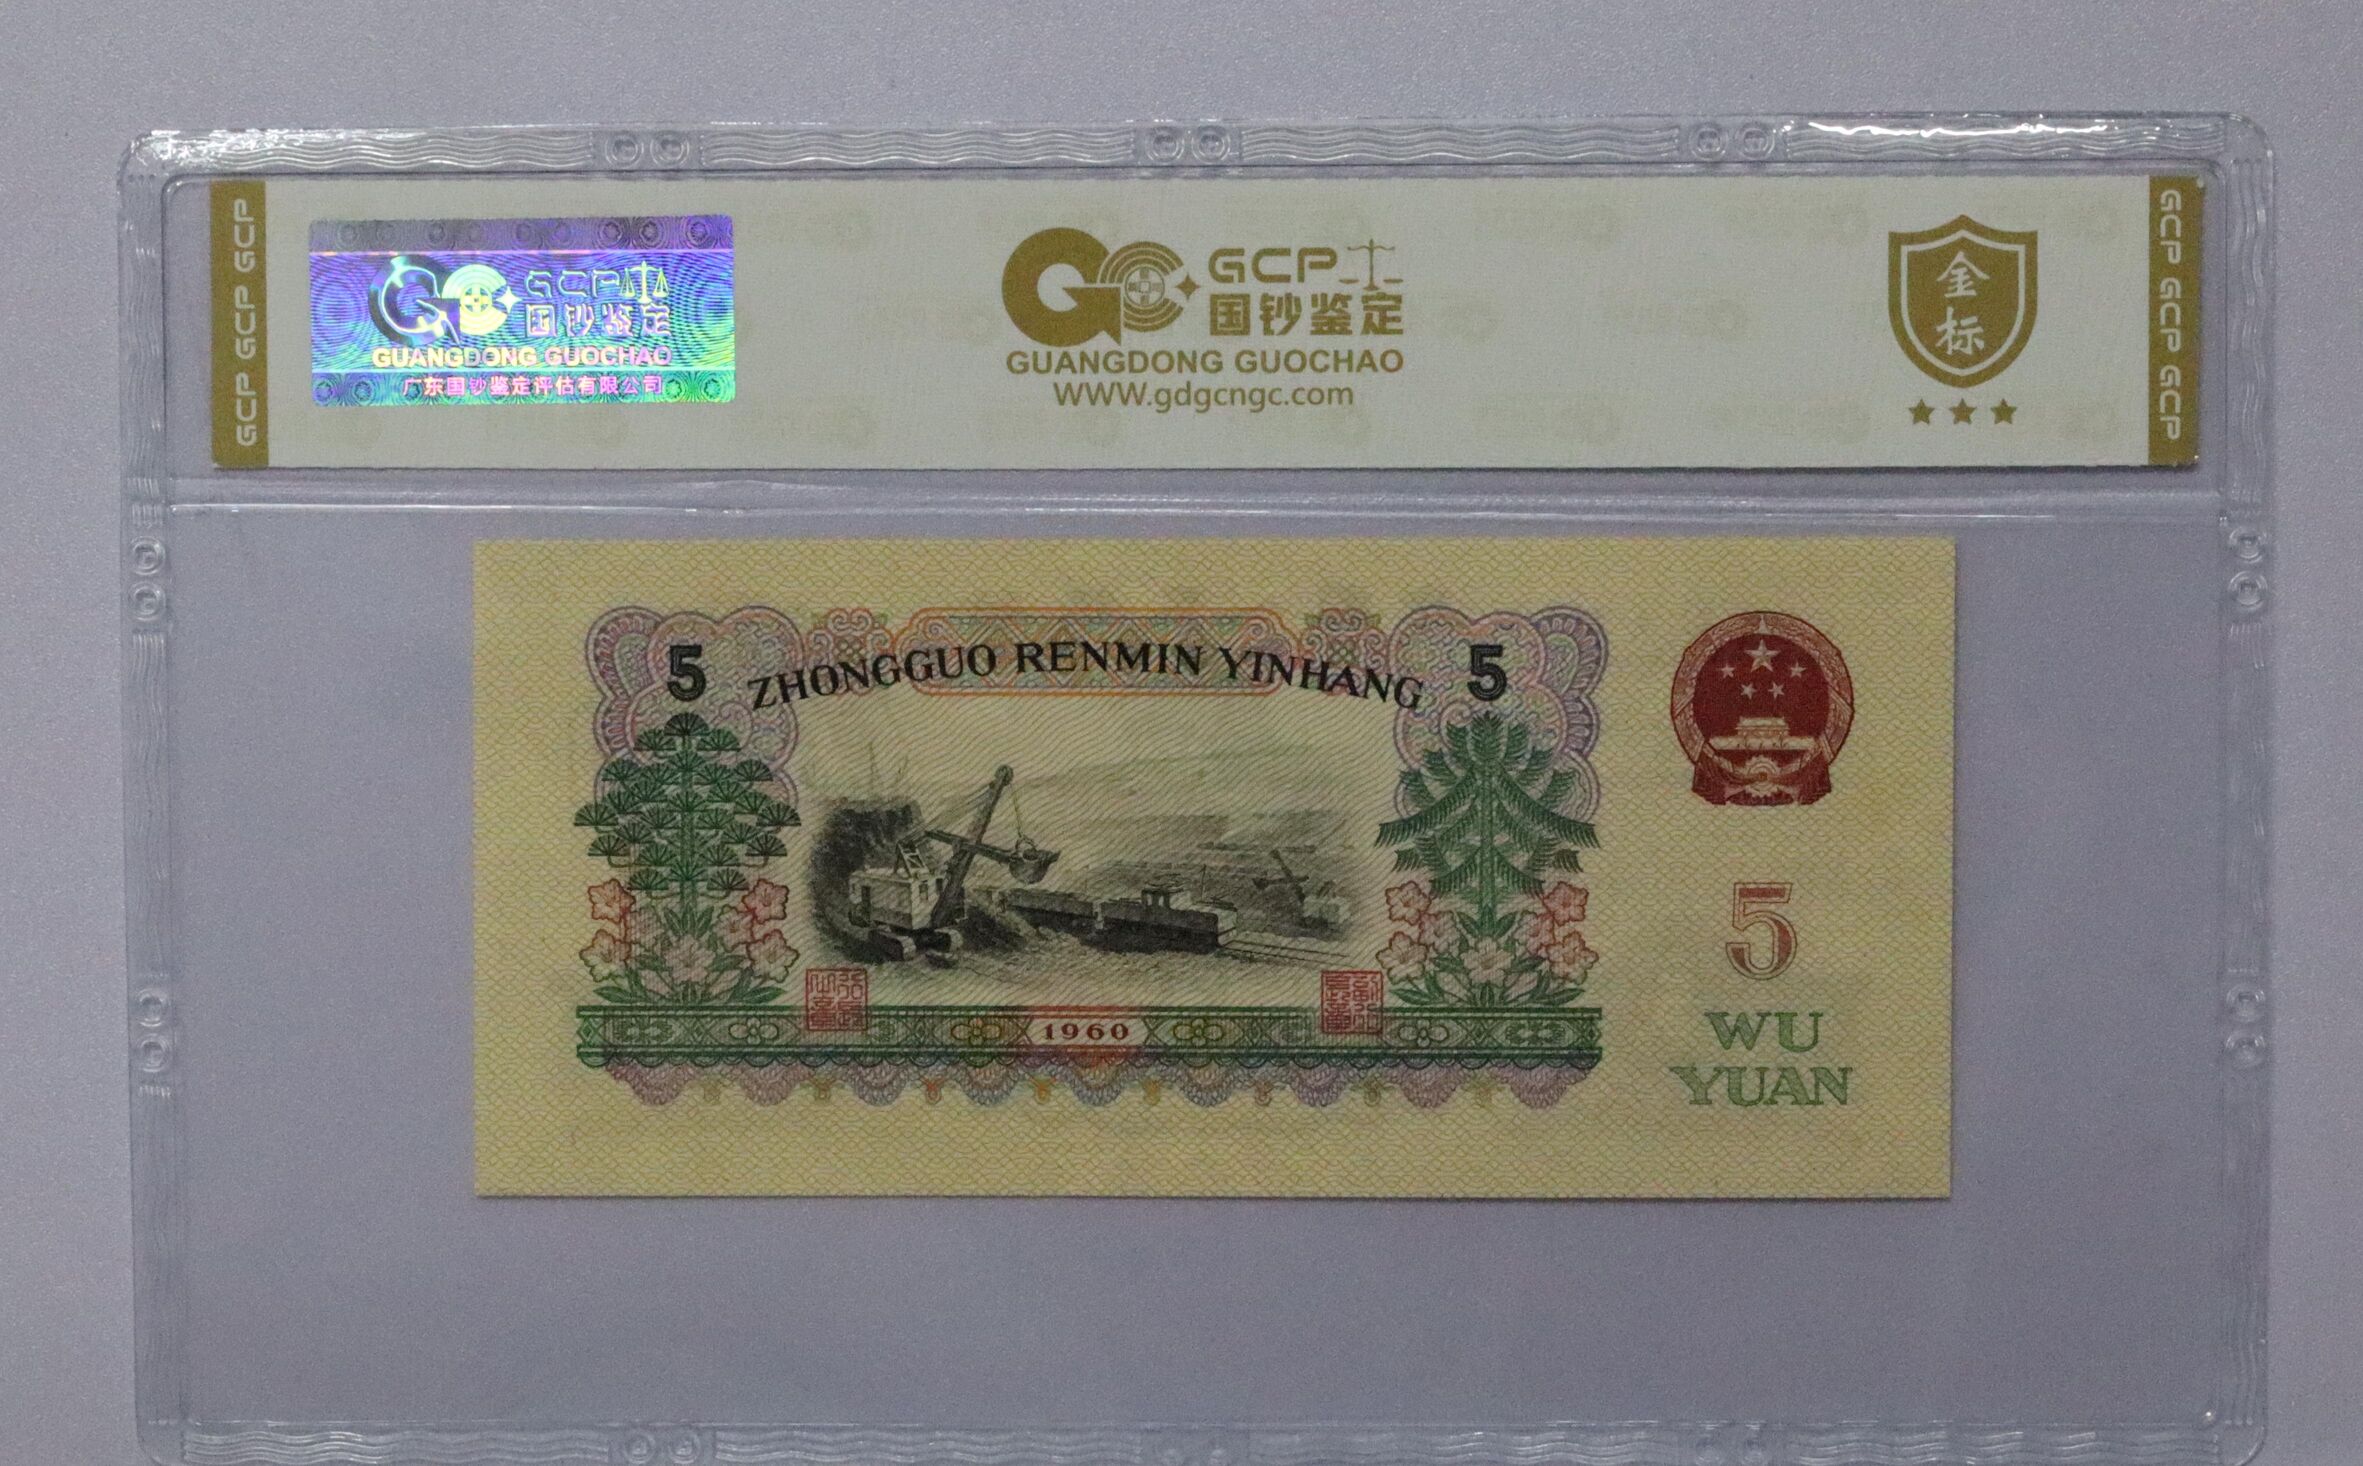 GCP GCP GCP
GCP
国钞鉴定
GUANGDONG GUOCHAO
广东国钞鉴定评估有限公司
GCP
国钞鉴定
GUANGDONG GUOCHAO
WWW.gdgcngc.com
金
标
GCP GCP GCP
5
ZHONGGUO RENMIN YINHANG
5
1960
5
WU
YUAN